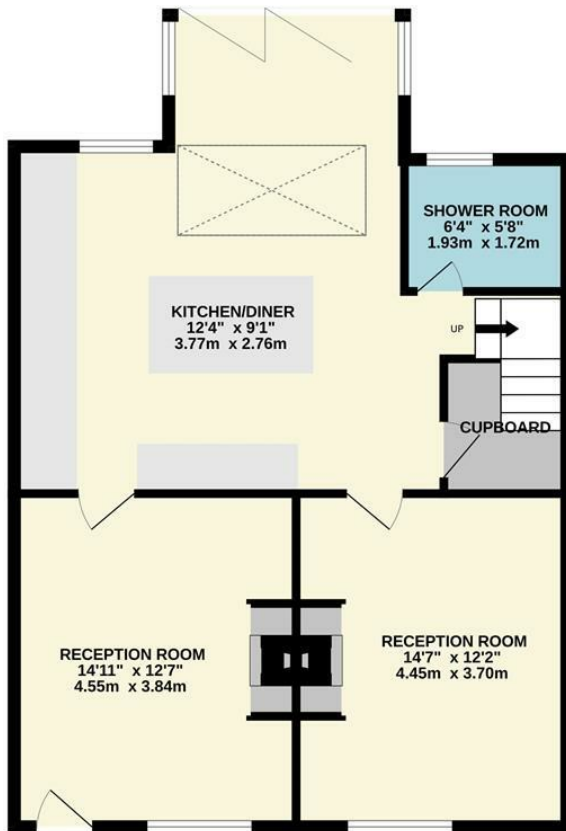 SHOWER ROOM
6'4" x 5'8"
1.93m x 1.72m
KITCHEN/DINER
12'4" x 9'1"
3.77m x 2.76m
UP
CUPBOARD
RECEPTION ROOM
14'11" x 12'7"
4.55m x 3.84m
RECEPTION ROOM
14'7" x 12'2"
4.45m x 3.70m